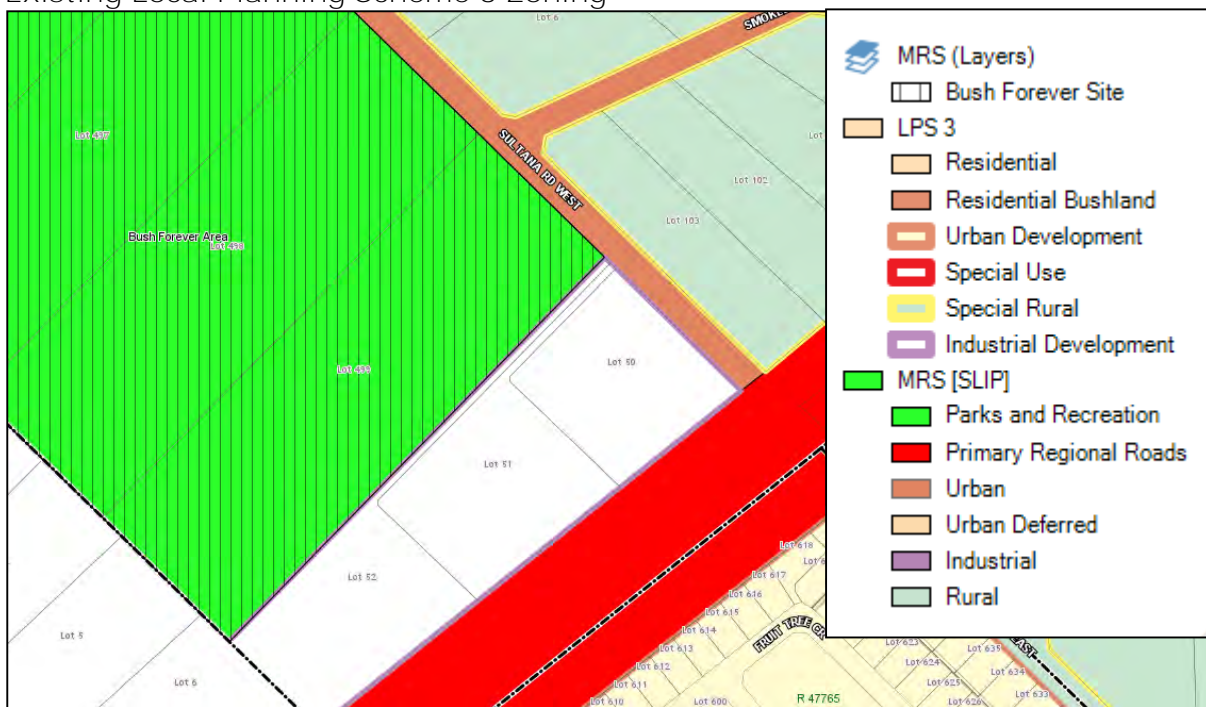 Existing Local Planning Scheme 3 Zoning
Lot 6
Lot 497
SULTANA RD WEST
Lot 102
Lot 103
Bush Forever Area
Lot 498
Lot 499
Lot 50
Lot 51
Lot 52
Lot 5
Lot 6
Lot 618
Lot 617
Lot 616
Lot 615
Lot 614
Lot 613
Lot 612
Lot 611
Lot 610
Lot 600
FRUIT TREE CR
R 47765
Lot 623
Lot 624
Lot 625
Lot 626
Lot 635
Lot 634
Lot 633
EAST
MRS (Layers)
Bush Forever Site
LPS 3
Residential
Residential Bushland
Urban Development
Special Use
Special Rural
Industrial Development
MRS [SLIP]
Parks and Recreation
Primary Regional Roads
Urban
Urban Deferred
Industrial
Rural